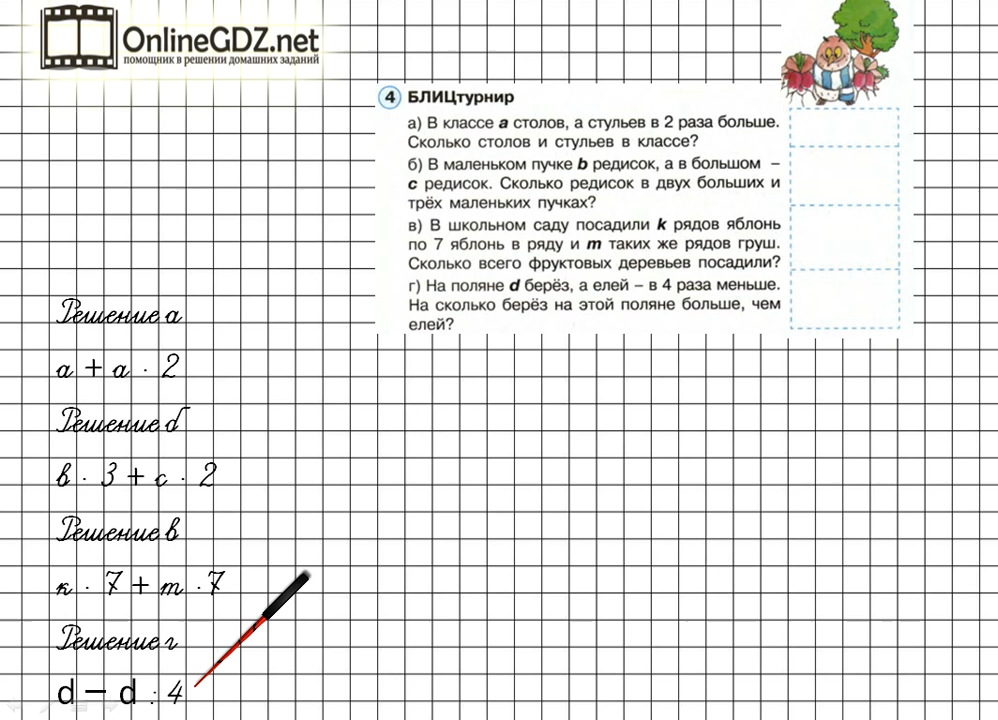 OnlineGDZ.net
помощник в решении домашних заданий
4 БЛИЦтурнир
а) В классе a столов, а стульев в 2 раза больше.
Сколько столов и стульев в классе?
б) В маленьком пучке b редисок, а в большом –
c редисок. Сколько редисок в двух больших и
трёх маленьких пучках?
в) В школьном саду посадили k рядов яблонь
по 7 яблонь в ряду и m таких же рядов груш.
Сколько всего фруктовых деревьев посадили?
г) На поляне d берёз, а елей – в 4 раза меньше.
На сколько берёз на этой поляне больше, чем
елей?
Решение а
а + а · 2
Решение б
в · 3 + с · 2
Решение в
к · 7 + m · 7
Решение г
d – d : 4